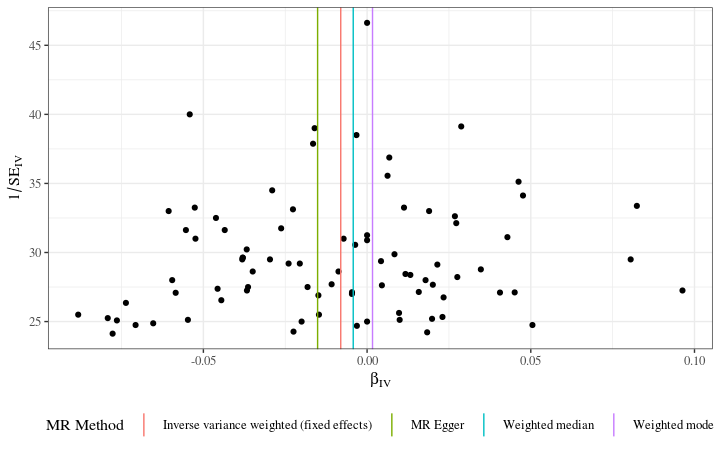 45
40
35
30
25
1/SE_IV
-0.05 0.00 0.05 0.10
β_IV
MR Method Inverse variance weighted (fixed effects) MR Egger Weighted median Weighted mode